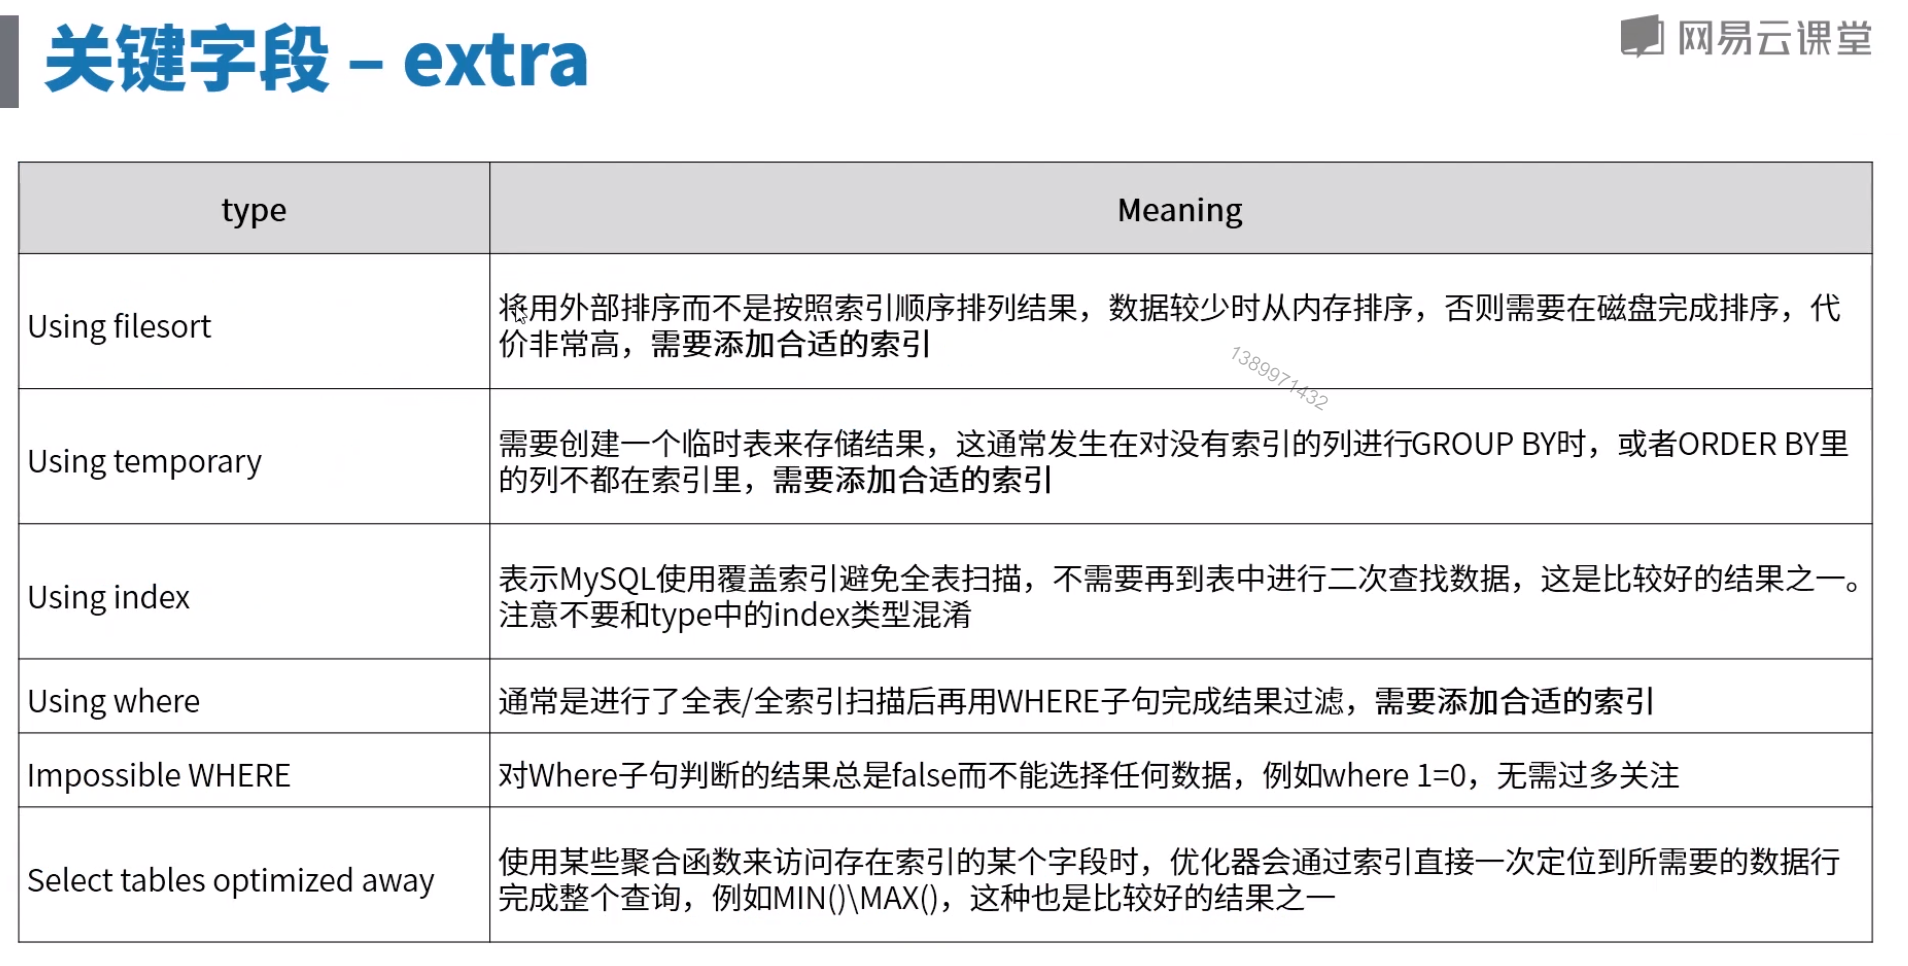 关键字段 – extra
网易云课堂
type
Meaning
Using filesort
将用外部排序而不是按照索引顺序排列结果，数据较少时从内存排序，否则需要在磁盘完成排序，代
价非常高，需要添加合适的索引
1389971432
Using temporary
需要创建一个临时表来存储结果，这通常发生在对没有索引的列进行GROUP BY时，或者ORDER BY里
的列不都在索引里，需要添加合适的索引
Using index
表示MySQL使用覆盖索引避免全表扫描，不需要再到表中进行二次查找数据，这是比较好的结果之一。
注意不要和type中的index类型混淆
Using where
通常是进行了全表/全索引扫描后再用WHERE子句完成结果过滤，需要添加合适的索引
Impossible WHERE
对Where子句判断的结果总是false而不能选择任何数据，例如where 1=0，无需过多关注
Select tables optimized away
使用某些聚合函数来访问存在索引的某个字段时，优化器会通过索引直接一次定位到所需要的数据行
完成整个查询，例如MIN()\MAX()，这种也是比较好的结果之一